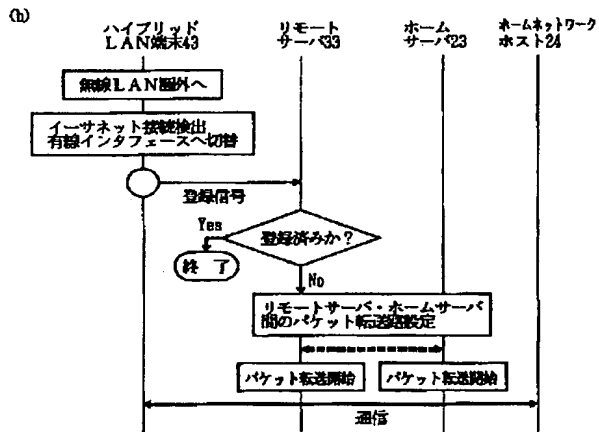 (h)
ハイブリッド
LAN端末43
リモート
サーバ33
ホーム
サーバ23
ホームネットワーク
ホスト24
無線LAN圏外へ
イーサネット接続検出
有線インタフェースへ切替
登録信号
Yes
登録済みか？
終 了
No
リモートサーバ・ホームサーバ
間のパケット転送路設定
パケット転送開始
パケット転送開始
通信